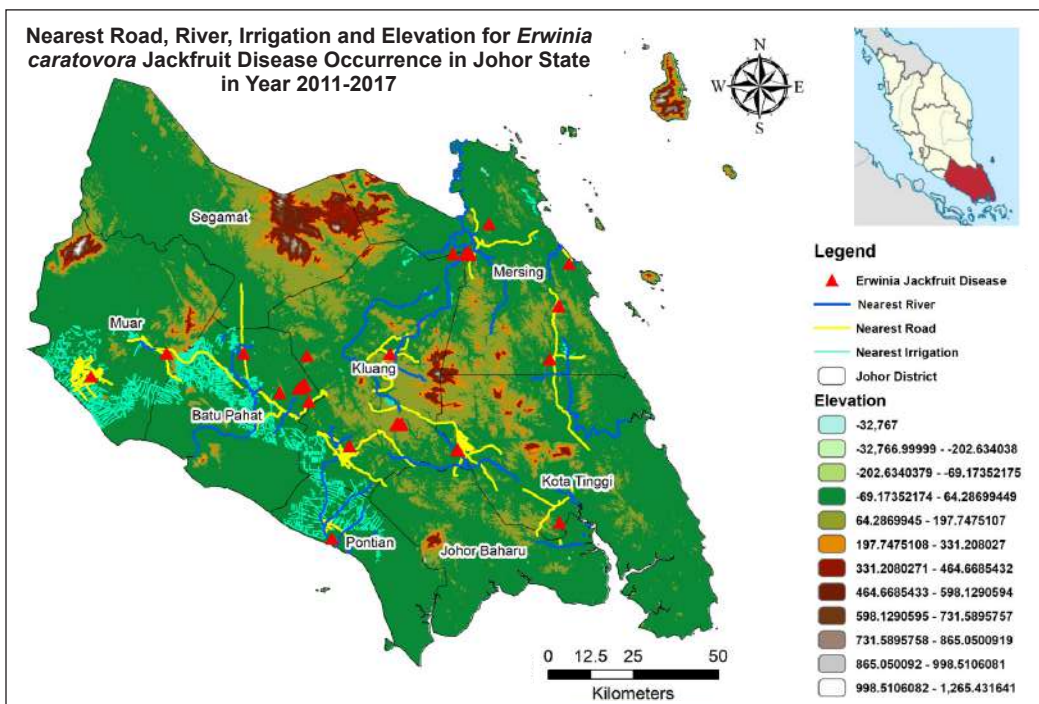 Nearest Road, River, Irrigation and Elevation for Erwinia
caratovora Jackfruit Disease Occurrence in Johor State
in Year 2011-2017
N
W
E
S
Segamat
Mersing
Muar
Kluang
Batu Pahat
Kota Tinggi
Pontian
Johor Baharu
0 12.5 25 50
Kilometers
Legend
Erwinia Jackfruit Disease
Nearest River
Nearest Road
Nearest Irrigation
Johor District
Elevation
-32,767
-32,766.99999 - -202.634038
-202.6340379 - -69.17352175
-69.17352174 - 64.28699449
64.2869945 - 197.7475107
197.7475108 - 331.208027
331.2080271 - 464.6685432
464.6685433 - 598.1290594
598.1290595 - 731.5895757
731.5895758 - 865.0500919
865.050092 - 998.5106081
998.5106082 - 1,265.431641